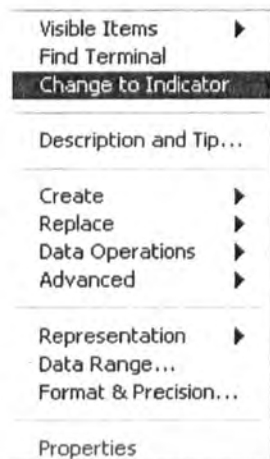 Visible Items
Find Terminal
Change to Indicator
Description and Tip...
Create
Replace
Data Operations
Advanced
Representation
Data Range...
Format & Precision...
Properties